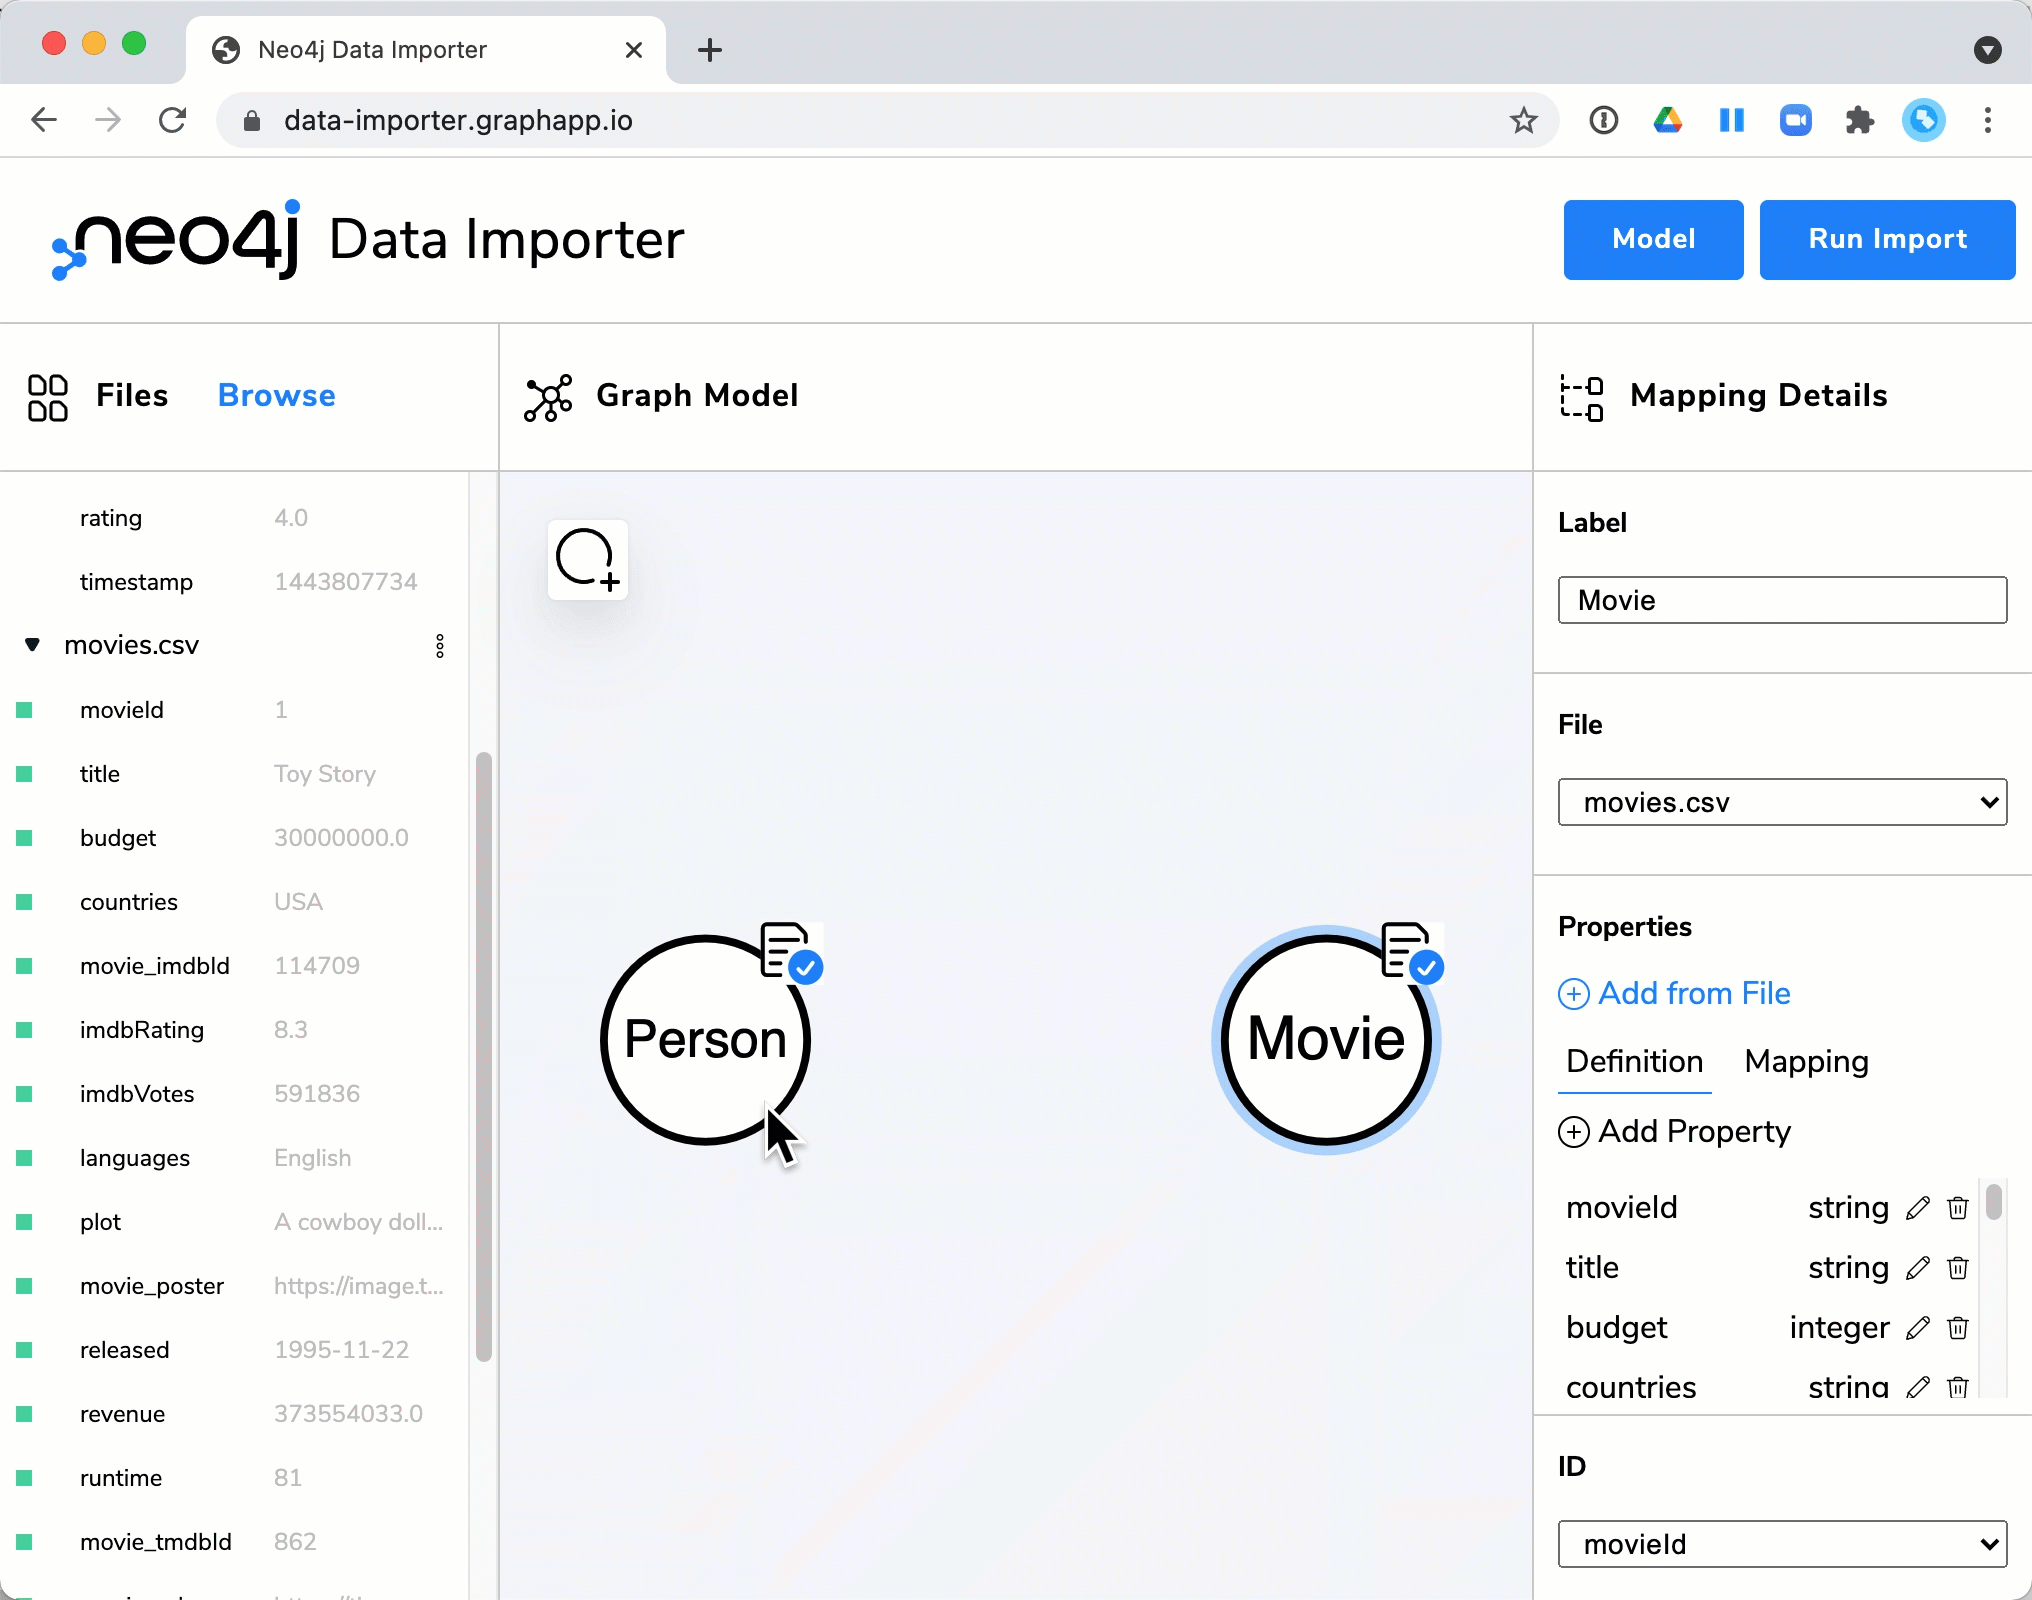 Neo4j Data Importer
data-importer.graphapp.io
neo4j Data Importer
Model
Run Import
Files
Browse
Graph Model
Mapping Details
rating 4.0
timestamp 1443807734
movies.csv
movieId 1
title Toy Story
budget 30000000.0
countries USA
movie_imdbId 114709
imdbRating 8.3
imdbVotes 591836
languages English
plot A cowboy doll...
movie_poster https://image.t...
released 1995-11-22
revenue 373554033.0
runtime 81
movie_tmdbId 862
Person
Movie
Label
Movie
File
movies.csv
Properties
Add from File
Definition Mapping
Add Property
movieId string
title string
budget integer
countries string
ID
movieId